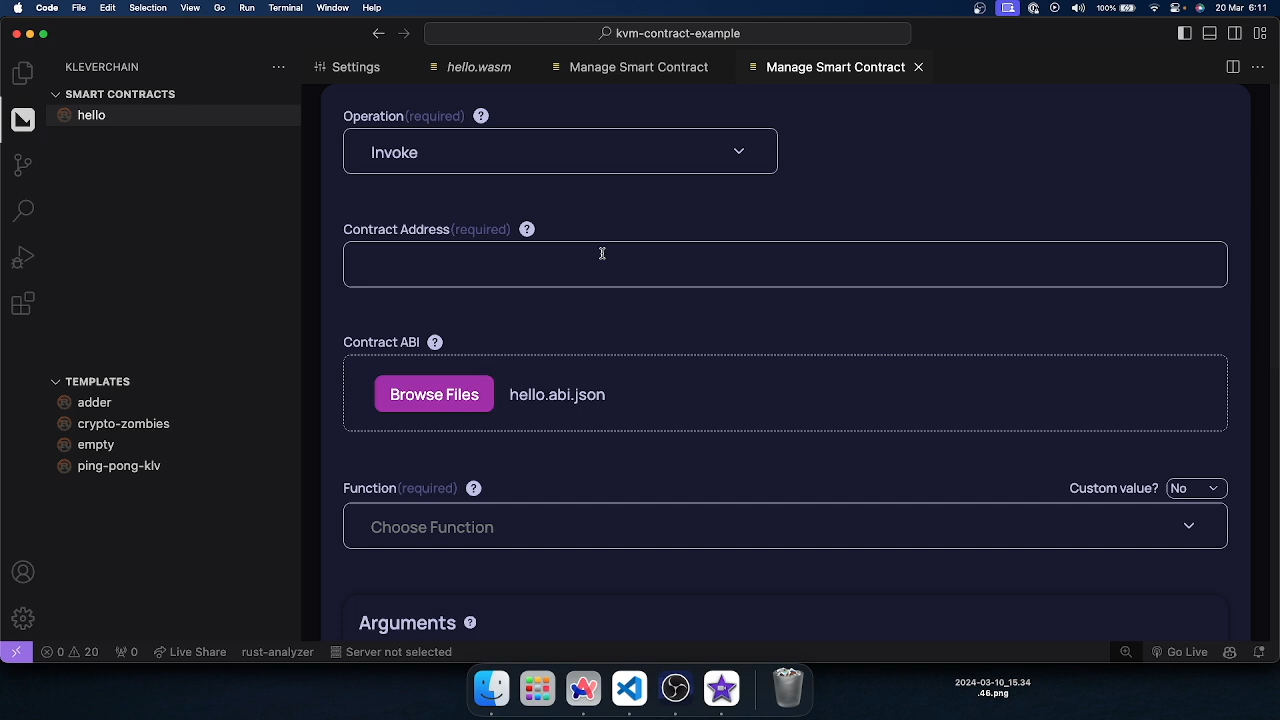 Code File Edit Selection View Go Run Terminal Window Help 100% 20 Mar 6:11
kvm-contract-example
KLEVERCHAIN
Settings hello.wasm Manage Smart Contract Manage Smart Contract
SMART CONTRACTS
hello
Operation(required) ?
Invoke
Contract Address(required) ?
Contract ABI ?
Browse Files hello.abi.json
TEMPLATES
adder
crypto-zombies
empty
ping-pong-klv
Function(required) ? Custom value? No
Choose Function
Arguments ?
0 20 0 Live Share rust-analyzer Server not selected Go Live
2024-03-10_15.34
.46.png